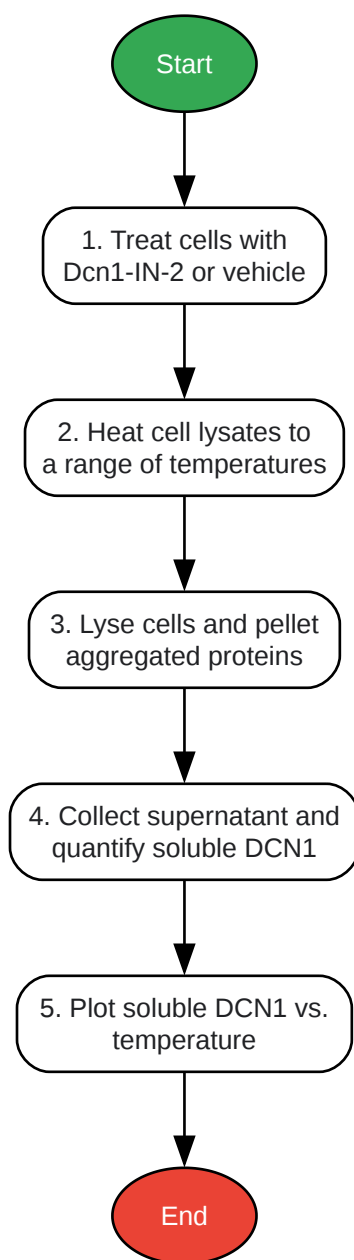 Start
1. Treat cells with
Dcn1-IN-2 or vehicle
2. Heat cell lysates to
a range of temperatures
3. Lyse cells and pellet
aggregated proteins
4. Collect supernatant and
quantify soluble DCN1
5. Plot soluble DCN1 vs.
temperature
End